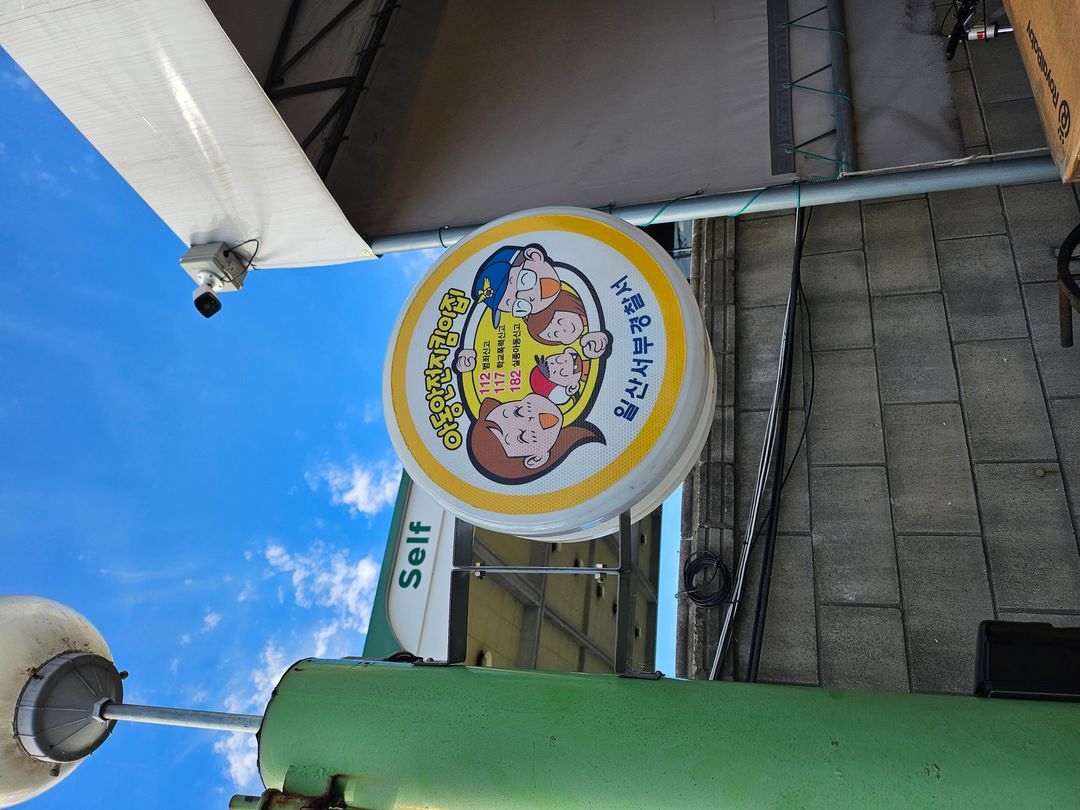 아동안전지킴이집
112 범죄신고
117 학교폭력신고
182 실종아동신고
일산서부경찰서
Self
RoyalBaby